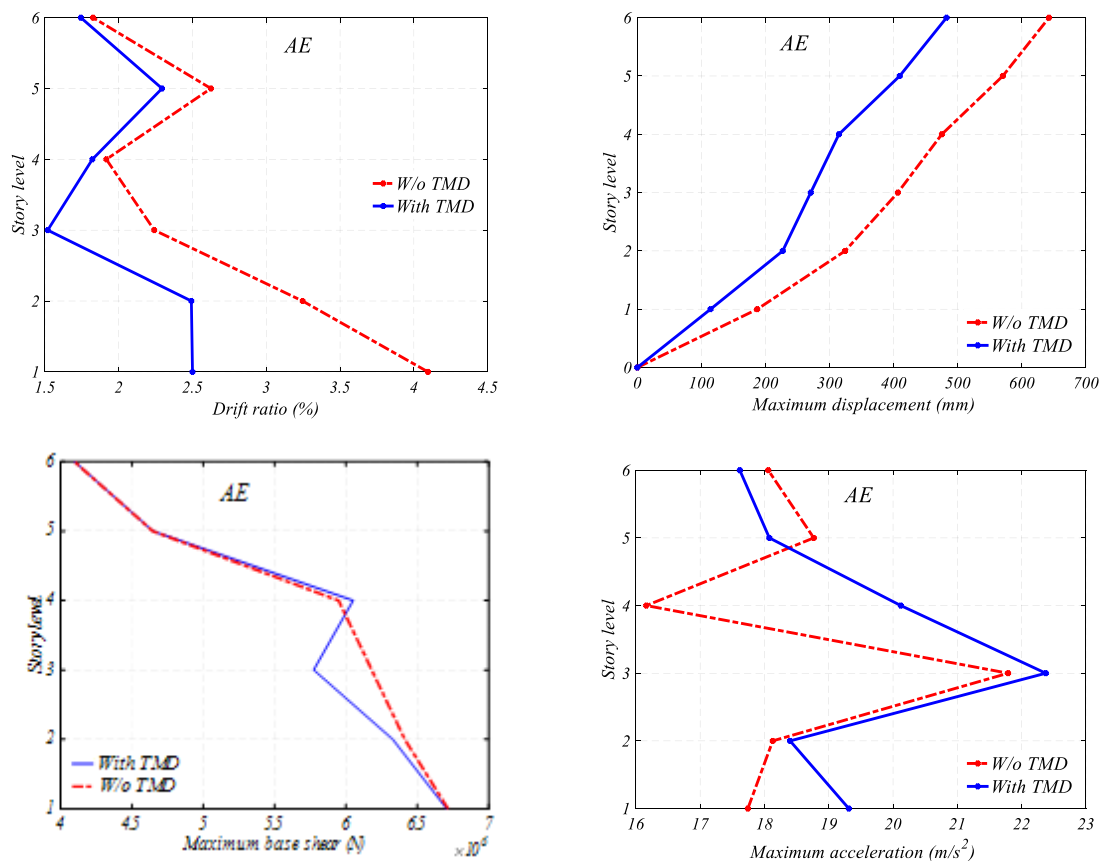 6
5
4
3
2
1
Story level
AE
W/o TMD
With TMD
1.5 2 2.5 3 3.5 4 4.5
Drift ratio (%)
6
5
4
3
2
1
0
Story level
AE
W/o TMD
With TMD
0 100 200 300 400 500 600 700
Maximum displacement (mm)
6
5
4
3
2
1
Story level
AE
With TMD
W/o TMD
4 4.5 5 5.5 6 6.5 7
Maximum base shear (N) ×10⁶
6
5
4
3
2
1
Story level
AE
W/o TMD
With TMD
16 17 18 19 20 21 22 23
Maximum acceleration (m/s²)